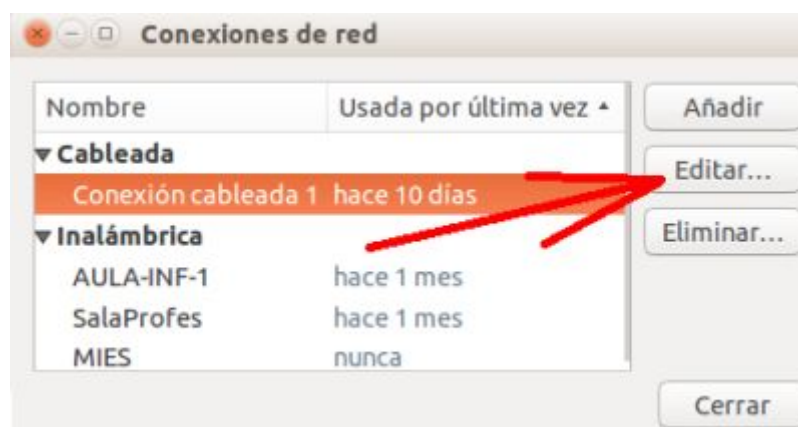 Conexiones de red
Nombre Usada por última vez Añadir
Cableada Editar...
Conexión cableada 1 hace 10 días
Inalámbrica Eliminar...
AULA-INF-1 hace 1 mes
SalaProfes hace 1 mes
MIES nunca
Cerrar